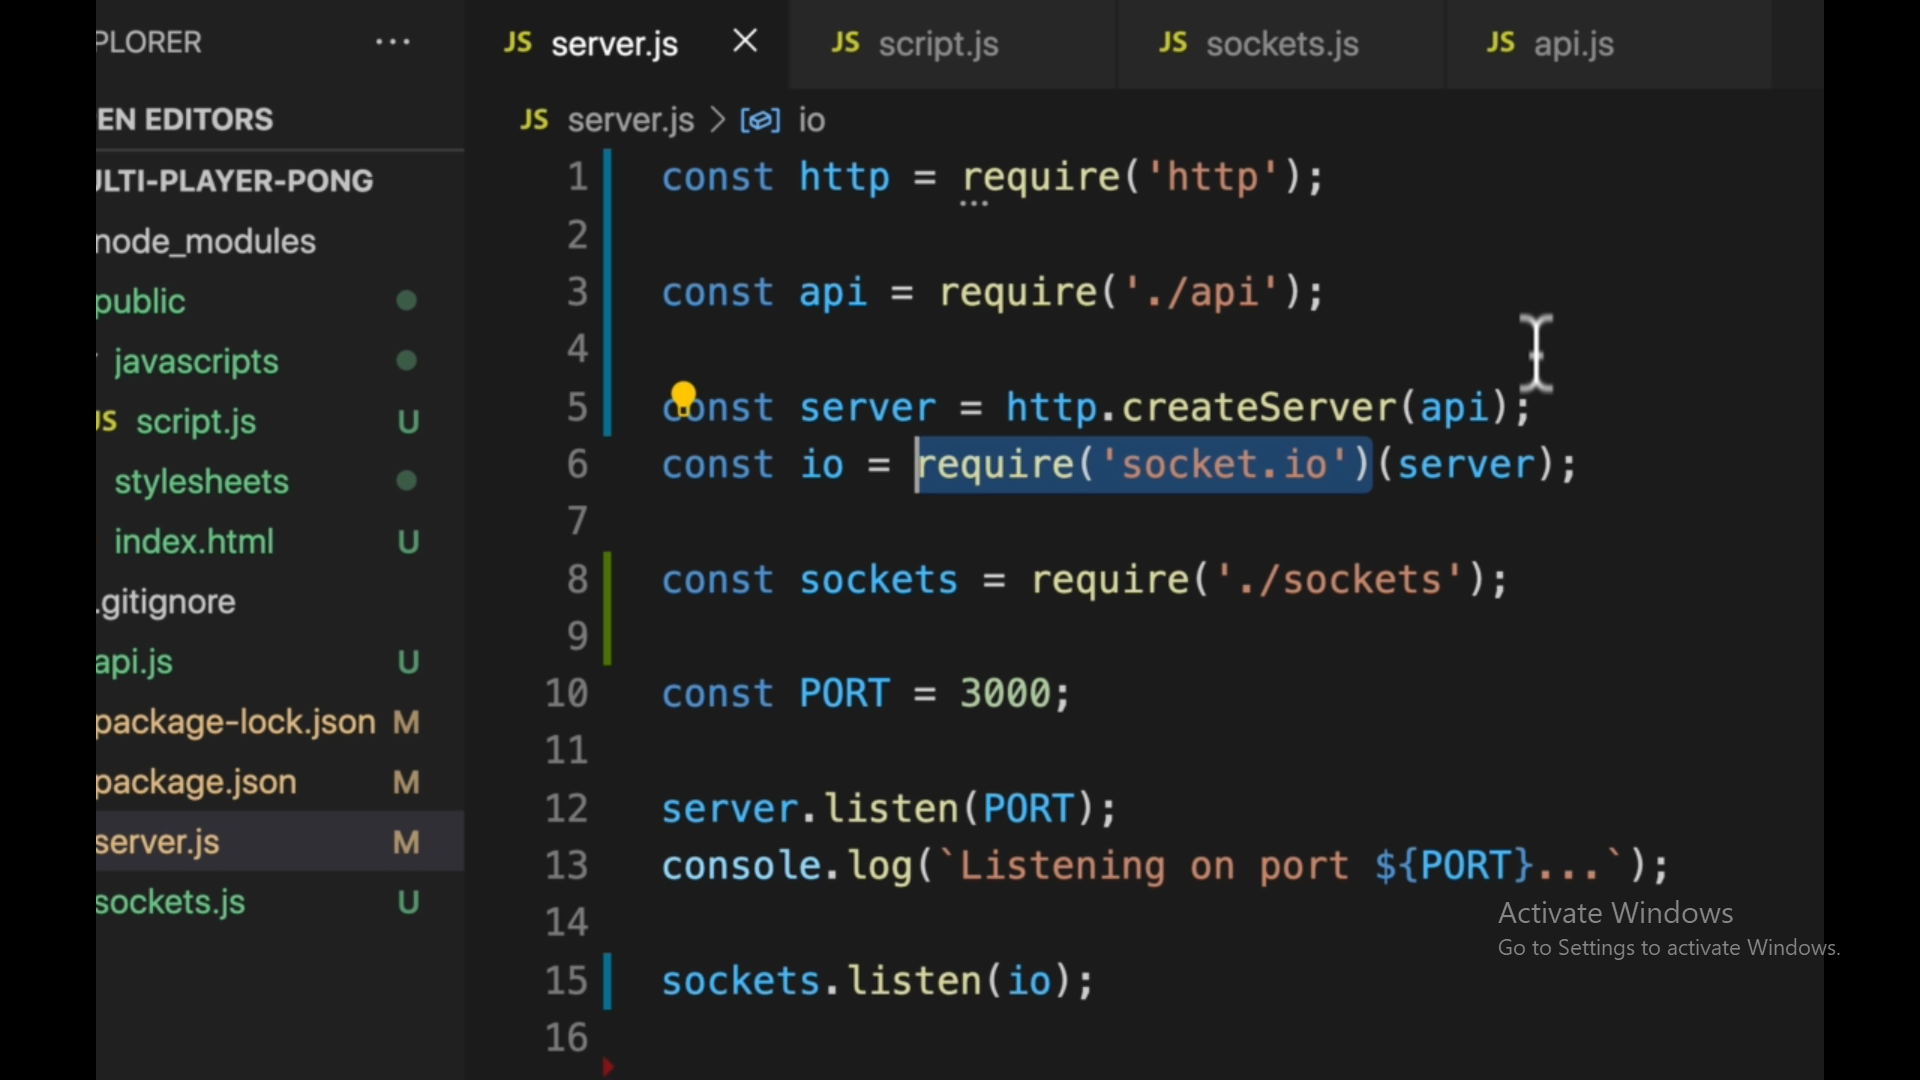 PLORER ...
JS server.js × JS script.js JS sockets.js JS api.js
EN EDITORS
JS server.js > io
LTI-PLAYER-PONG
node_modules
public
javascripts
JS script.js U
stylesheets
index.html U
.gitignore
api.js U
package-lock.json M
package.json M
server.js M
sockets.js U
1 const http = require('http');
2
3 const api = require('./api');
4
5 const server = http.createServer(api);
6 const io = require('socket.io')(server);
7
8 const sockets = require('./sockets');
9
10 const PORT = 3000;
11
12 server.listen(PORT);
13 console.log(`Listening on port ${PORT}...`);
14
15 sockets.listen(io);
16
Activate Windows
Go to Settings to activate Windows.